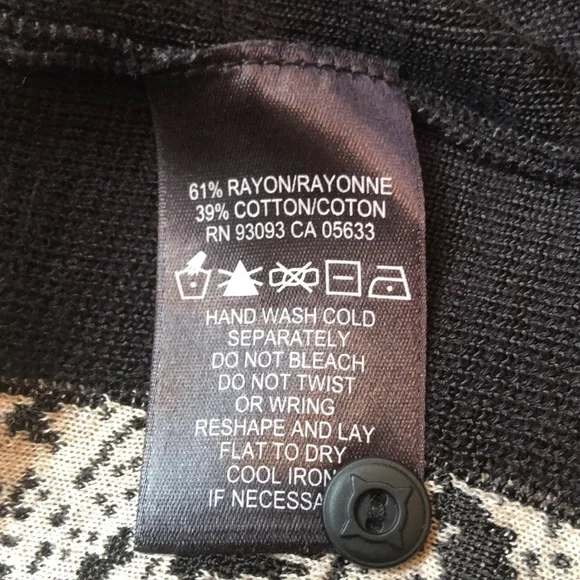 61% RAYON/RAYONNE
39% COTTON/COTON
RN 93093 CA 05633
HAND WASH COLD
SEPARATELY
DO NOT BLEACH
DO NOT TWIST
OR WRING
RESHAPE AND LAY
FLAT TO DRY
COOL IRON
IF NECESSA